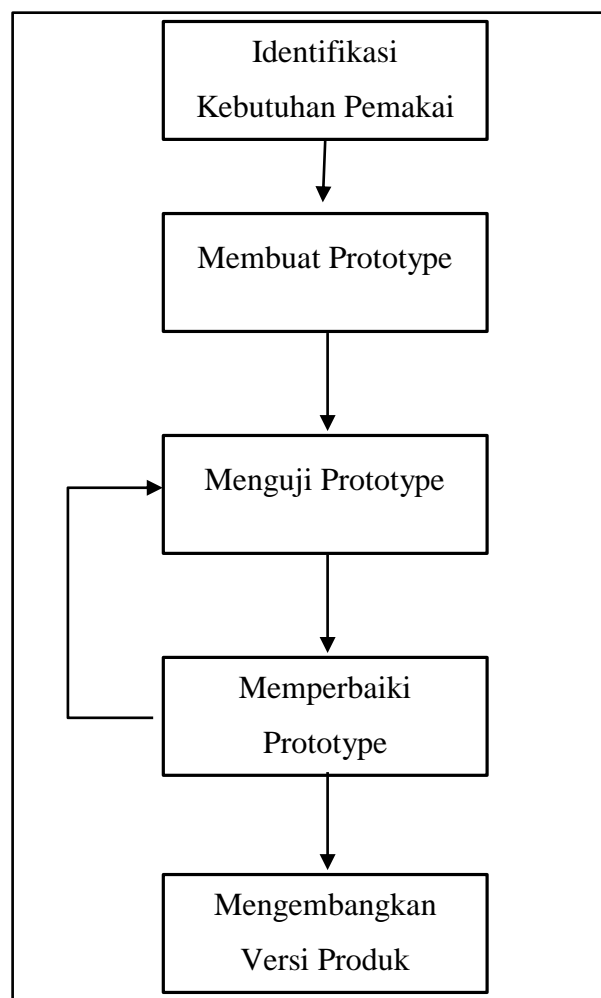 Identifikasi
Kebutuhan Pemakai
Membuat Prototype
Menguji Prototype
Memperbaiki
Prototype
Mengembangkan
Versi Produk